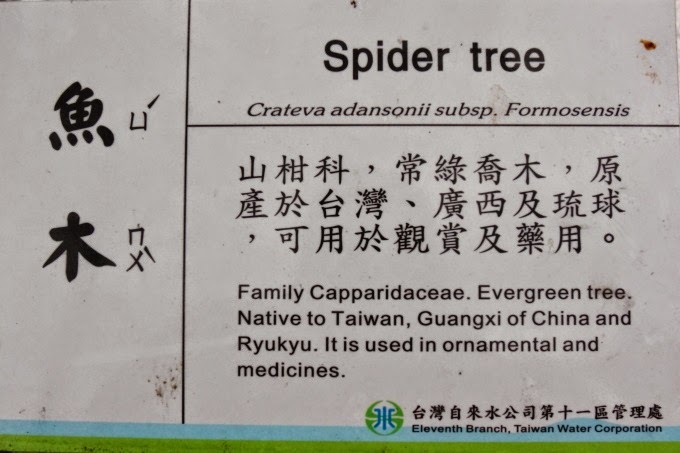 魚 ㄩˊ
木 ㄇㄨˋ
Spider tree
Crateva adansonii subsp. Formosensis
山柑科，常綠喬木，原
產於台灣、廣西及琉球
，可用於觀賞及藥用。
Family Capparidaceae. Evergreen tree.
Native to Taiwan, Guangxi of China and
Ryukyu. It is used in ornamental and
medicines.
台灣自來水公司第十一區管理處
Eleventh Branch, Taiwan Water Corporation